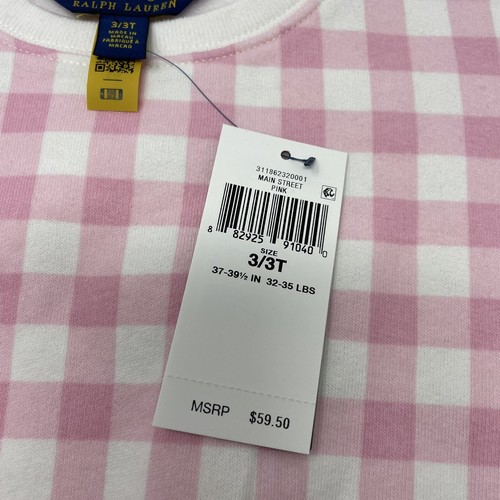 RALPH LAUREN
3/3T
MADE IN
MACAU
FABRIQUÉ À
MACAO
311862320001
MAIN STREET
PINK
8 82925 91040 0
SIZE
3/3T
37-39½ IN 32-35 LBS
MSRP $59.50